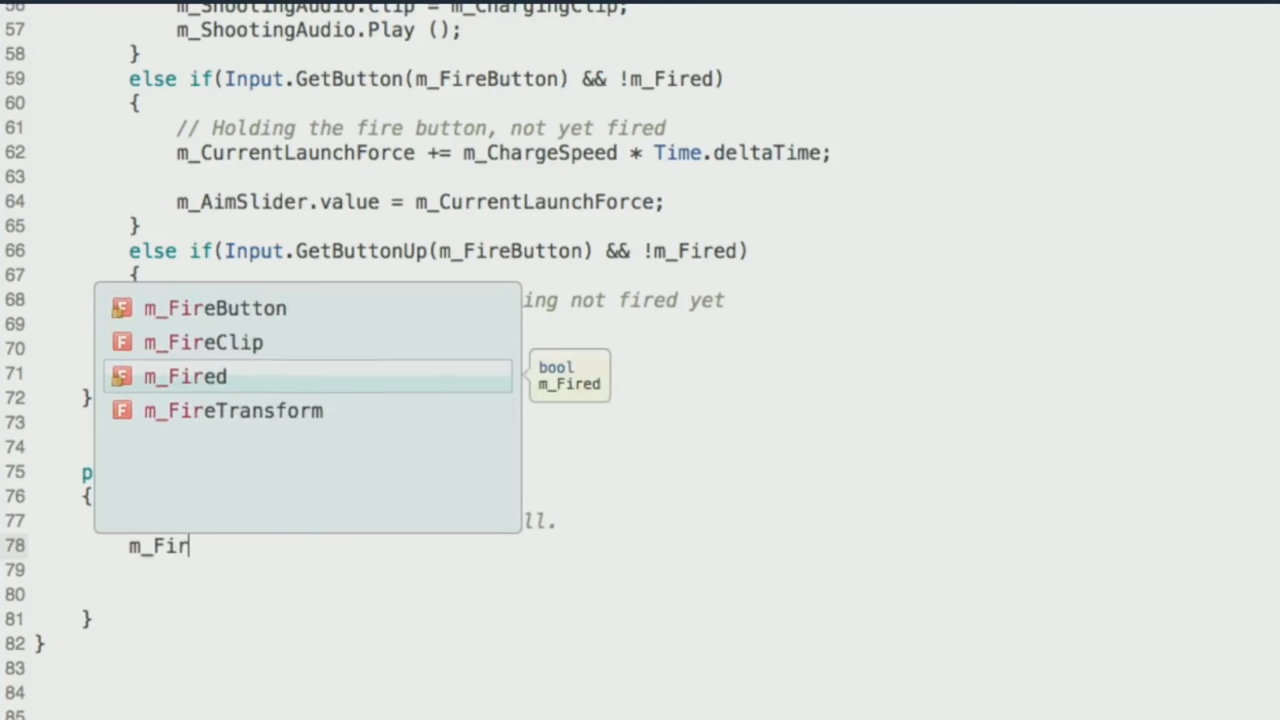 56 m_ShootingAudio.Clip = m_ChargingClip;
57 m_ShootingAudio.Play ();
58 }
59 else if(Input.GetButton(m_FireButton) && !m_Fired)
60 {
61 // Holding the fire button, not yet fired
62 m_CurrentLaunchForce += m_ChargeSpeed * Time.deltaTime;
63
64 m_AimSlider.value = m_CurrentLaunchForce;
65 }
66 else if(Input.GetButtonUp(m_FireButton) && !m_Fired)
67 {
68 ing not fired yet
69
70
71
72 }
73
74
75 p
76 {
77 ll.
78 m_Fir
79
80
81 }
82 }
83
84
85
m_FireButton
m_FireClip
m_Fired
m_FireTransform
bool
m_Fired